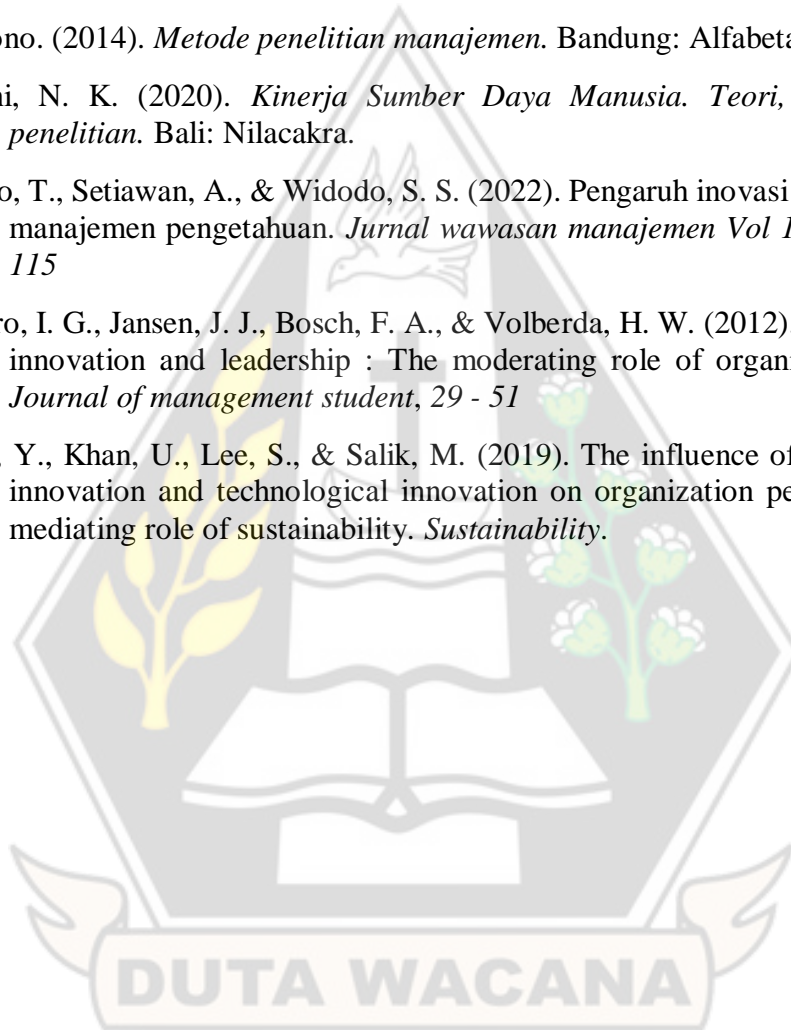 ono. (2014). Metode penelitian manajemen. Bandung: Alfabeta
ni, N. K. (2020). Kinerja Sumber Daya Manusia. Teori,
penelitian. Bali: Nilacakra.
o, T., Setiawan, A., & Widodo, S. S. (2022). Pengaruh inovasi
manajemen pengetahuan. Jurnal wawasan manajemen Vol 1
115
ro, I. G., Jansen, J. J., Bosch, F. A., & Volberda, H. W. (2012).
innovation and leadership : The moderating role of organi
Journal of management student, 29 - 51
, Y., Khan, U., Lee, S., & Salik, M. (2019). The influence of
innovation and technological innovation on organization pe
mediating role of sustainability. Sustainability.
DUTA WACANA